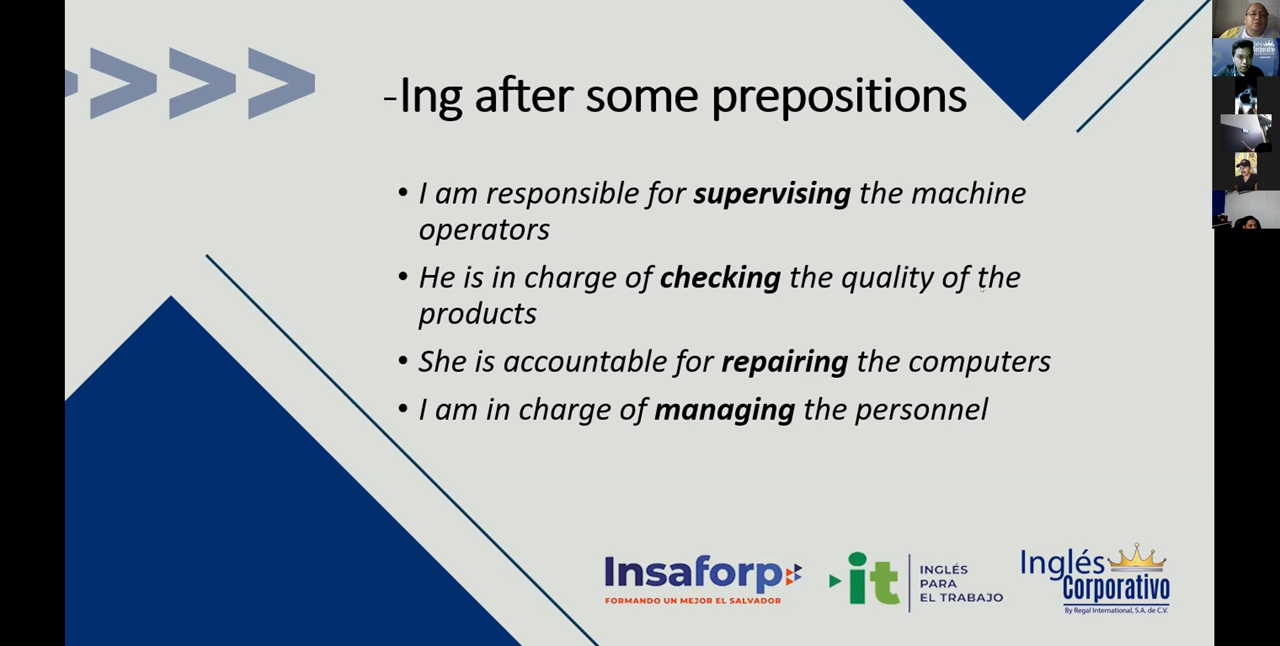 -Ing after some prepositions
• I am responsible for supervising the machine
operators
• He is in charge of checking the quality of the
products
• She is accountable for repairing the computers
• I am in charge of managing the personnel
Insaforp
FORMANDO UN MEJOR EL SALVADOR
it
INGLÉS
PARA
EL TRABAJO
Inglés
Corporativo
By Regal International, S.A. de C.V.